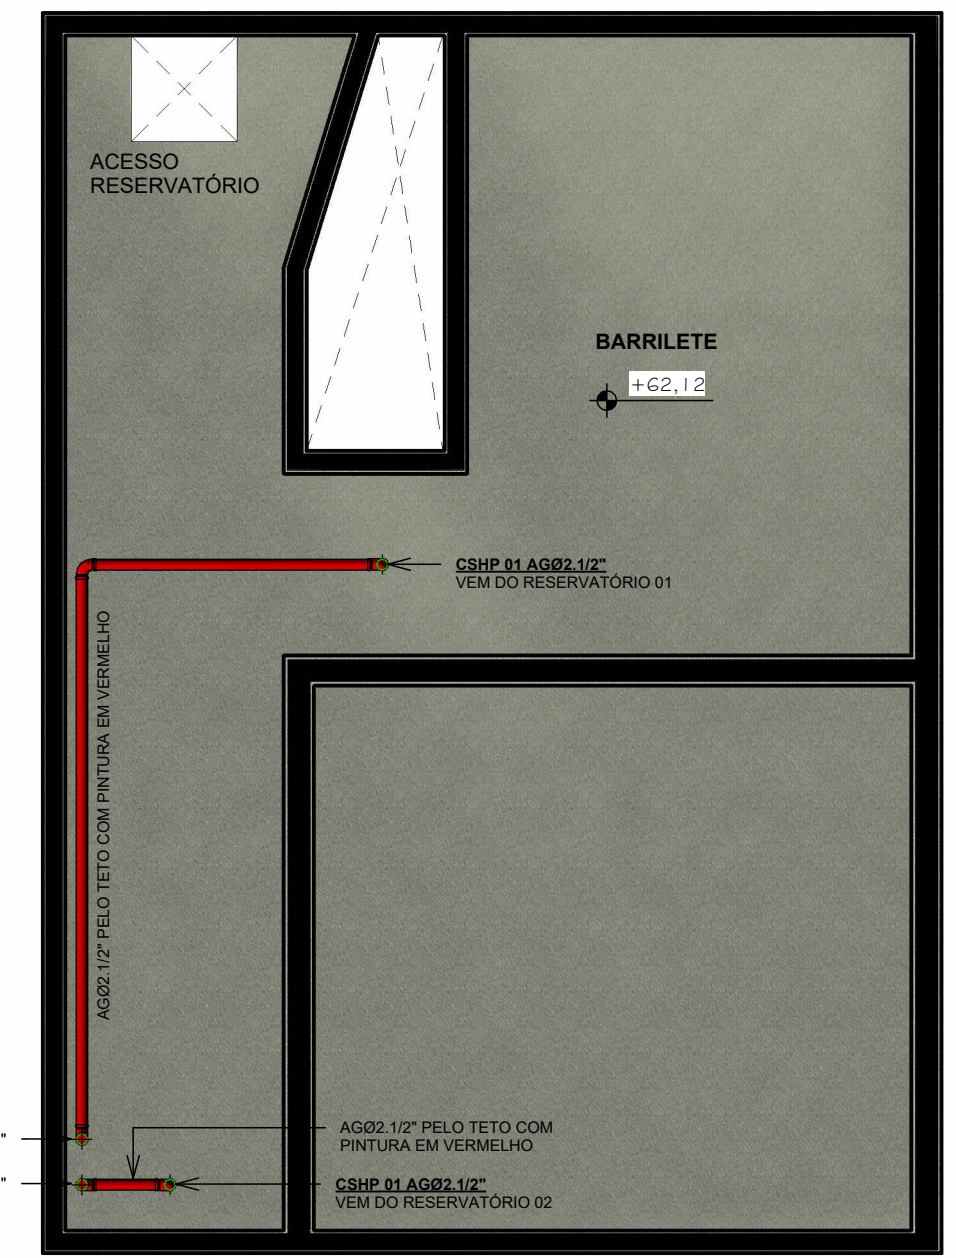 ACESSO
RESERVATÓRIO
BARRILETE
+62,12
CSHP 01 AGØ2.1/2"
VEM DO RESERVATÓRIO 01
AGØ2.1/2" PELO TETO COM PINTURA EM VERMELHO
"
AGØ2.1/2" PELO TETO COM
PINTURA EM VERMELHO
"
CSHP 01 AGØ2.1/2"
VEM DO RESERVATÓRIO 02